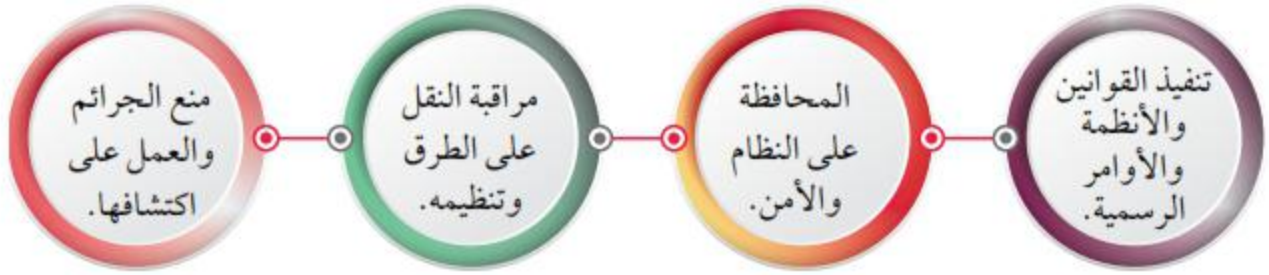 تنفيذ القوانين
والأنظمة
والأوامر
الرسمية.
المحافظة
على النظام
والأمن.
مراقبة النقل
على الطرق
وتنظيمه.
منع الجرائم
والعمل على
اكتشافها.